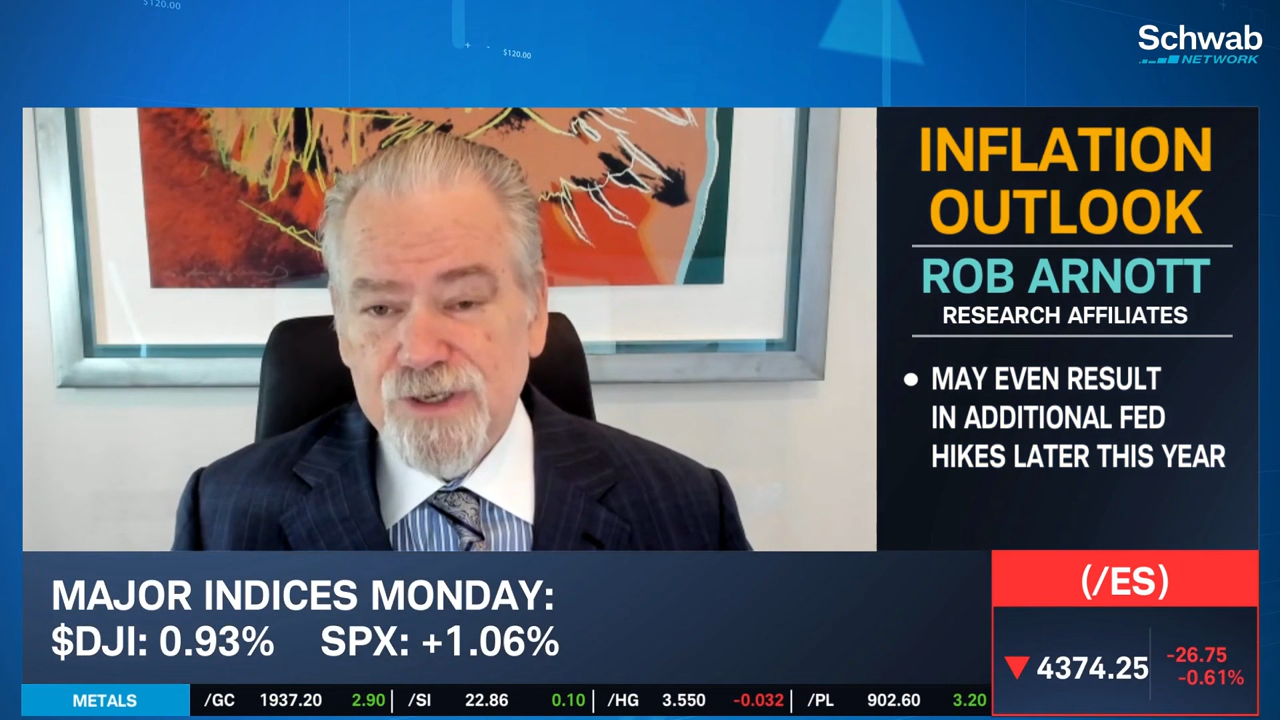 $120.00
$120.00
Schwab
NETWORK
INFLATION
OUTLOOK
ROB ARNOTT
RESEARCH AFFILIATES
● MAY EVEN RESULT
IN ADDITIONAL FED
HIKES LATER THIS YEAR
MAJOR INDICES MONDAY:
$DJI: 0.93% SPX: +1.06%
(/ES)
▼ 4374.25 -26.75
-0.61%
METALS /GC 1937.20 2.90 /SI 22.86 0.10 /HG 3.550 -0.032 /PL 902.60 3.20